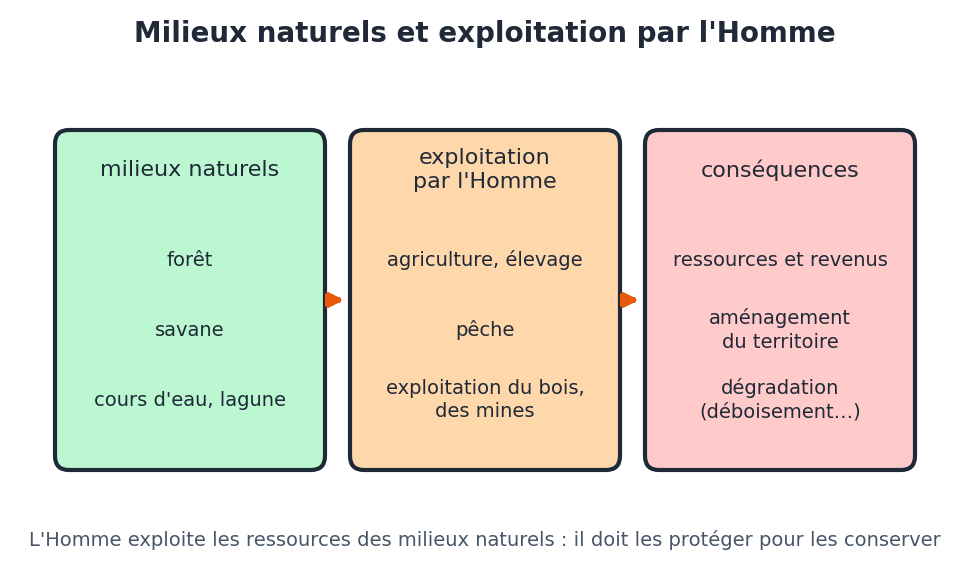 Milieux naturels et exploitation par l'Homme
milieux naturels
forêt
savane
cours d'eau, lagune
exploitation
par l'Homme
agriculture, élevage
pêche
exploitation du bois,
des mines
conséquences
ressources et revenus
aménagement
du territoire
dégradation
(déboisement…)
L'Homme exploite les ressources des milieux naturels : il doit les protéger pour les conserver